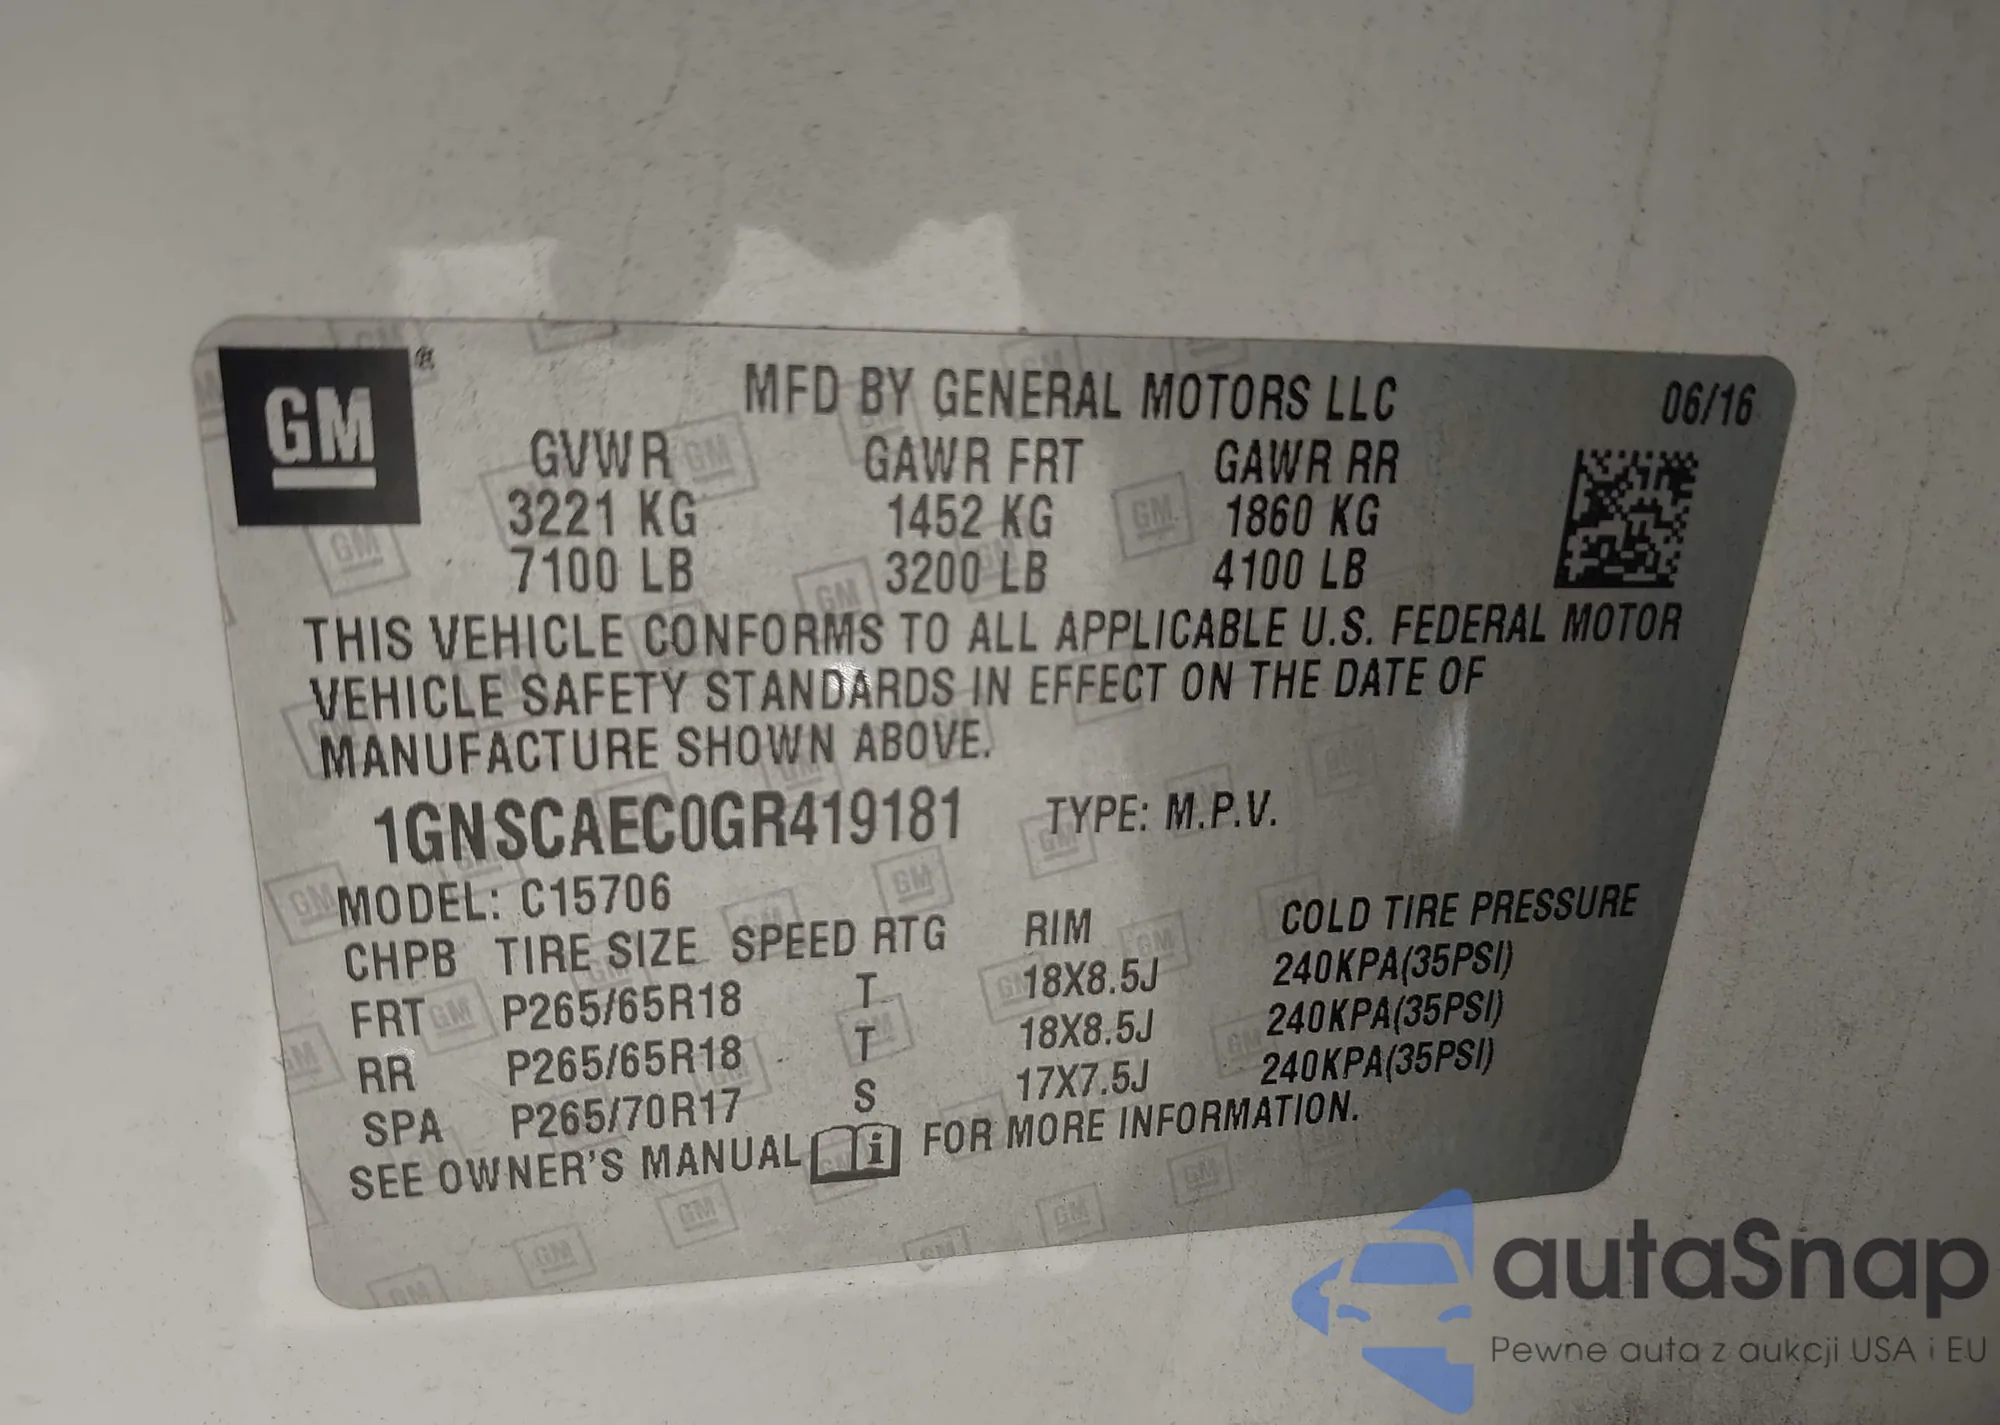 GM®
MFD BY GENERAL MOTORS LLC 06/16
GVWR GAWR FRT GAWR RR
3221 KG 1452 KG 1860 KG
7100 LB 3200 LB 4100 LB
THIS VEHICLE CONFORMS TO ALL APPLICABLE U.S. FEDERAL MOTOR
VEHICLE SAFETY STANDARDS IN EFFECT ON THE DATE OF
MANUFACTURE SHOWN ABOVE.
1GNSCAEC0GR419181 TYPE: M.P.V.
MODEL: C15706
CHPB TIRE SIZE SPEED RTG RIM COLD TIRE PRESSURE
FRT P265/65R18 T 18X8.5J 240KPA(35PSI)
RR P265/65R18 T 18X8.5J 240KPA(35PSI)
SPA P265/70R17 S 17X7.5J 240KPA(35PSI)
SEE OWNER'S MANUAL i FOR MORE INFORMATION.
autaSnap
Pewne auta z aukcji USA i EU